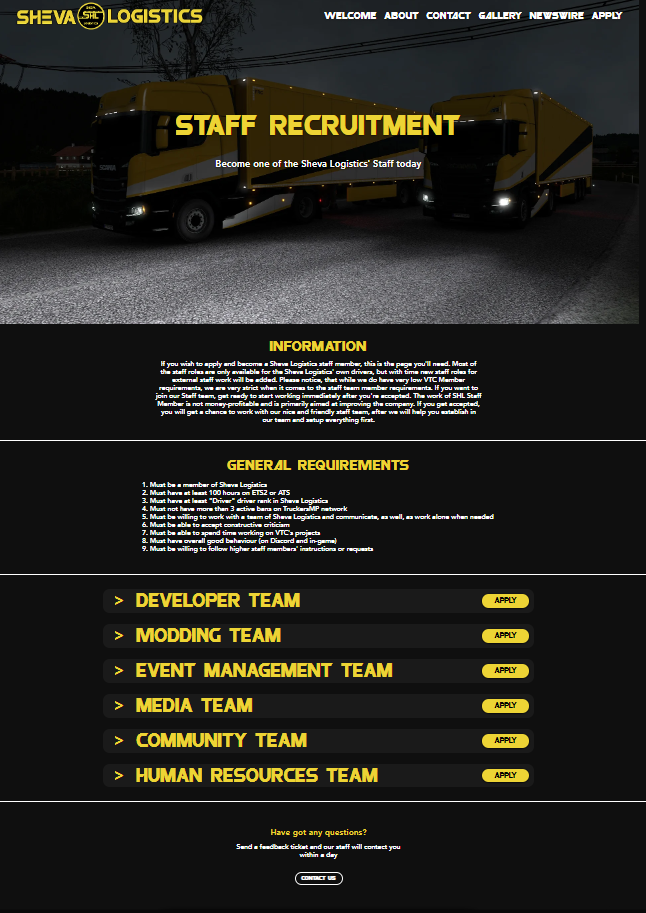 SHEVA SHL LOGISTICS
WELCOME ABOUT CONTACT GALLERY NEWSWIRE APPLY
STAFF RECRUITMENT
Become one of the Sheva Logistics' Staff today
INFORMATION
If you wish to apply and become a Sheva Logistics staff member, this is the page you'll need. Most of
the staff roles are only available for the Sheva Logistics' own drivers, but with time new staff roles for
external staff work will be added. Please notice, that while we do have very low VTC Member
requirements, we are very strict when it comes to the staff team member requirements. If you want to
join our Staff team, get ready to start working immediately after you're accepted. The work of SHL Staff
Member is not money-profitable and is primarily aimed at improving the company. If you get accepted,
you will get a chance to work with our nice and friendly staff team, after we will help you establish in
our team and setup everything first.
GENERAL REQUIREMENTS
1. Must be a member of Sheva Logistics
2. Must have at least 100 hours on ETS2 or ATS
3. Must have at least "Driver" driver rank in Sheva Logistics
4. Must not have more than 3 active bans on TruckersMP network
5. Must be willing to work with a team of Sheva Logistics and communicate, as well, as work alone when needed
6. Must be able to accept constructive criticism
7. Must be able to spend time working on VTC's projects
8. Must have overall good behaviour (on Discord and in-game)
9. Must be willing to follow higher staff members' instructions or requests
> DEVELOPER TEAM APPLY
> MODDING TEAM APPLY
> EVENT MANAGEMENT TEAM APPLY
> MEDIA TEAM APPLY
> COMMUNITY TEAM APPLY
> HUMAN RESOURCES TEAM APPLY
Have got any questions?
Send a feedback ticket and our staff will contact you
within a day
CONTACT US